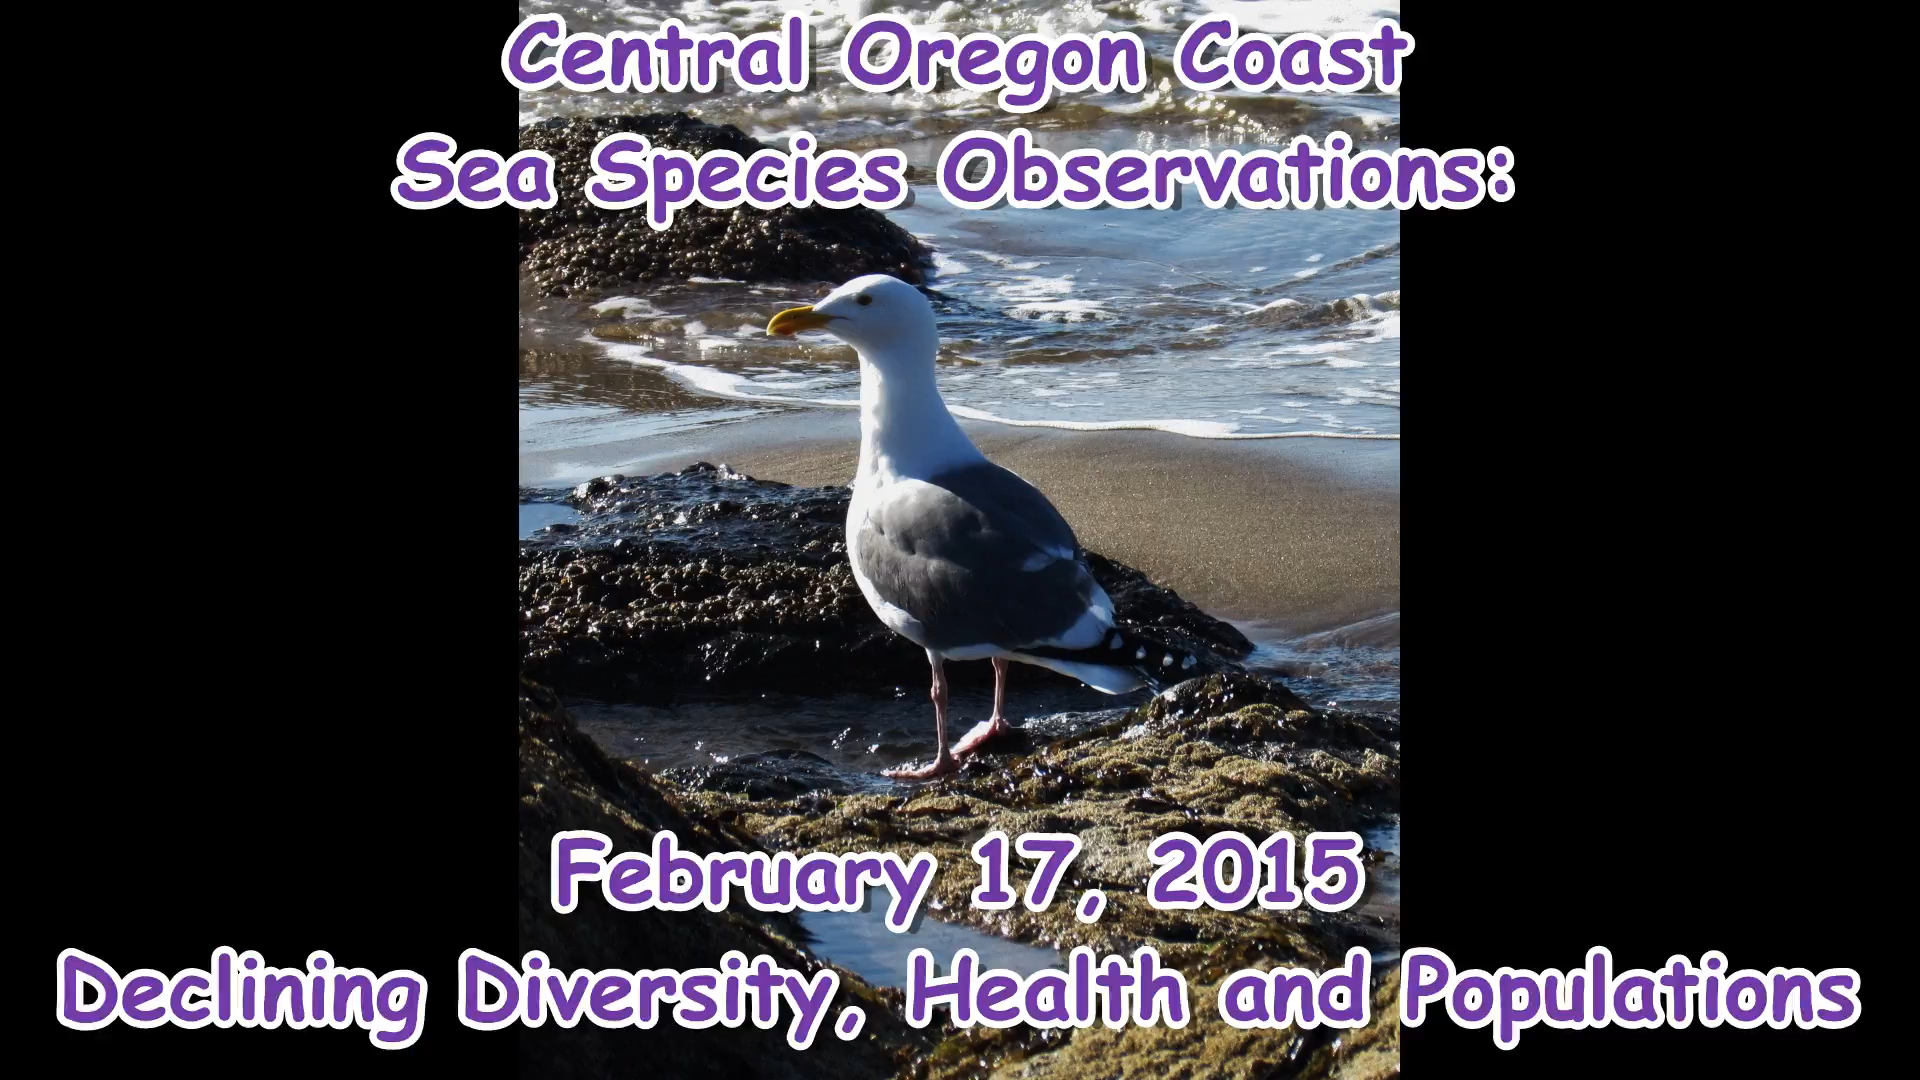 Central Oregon Coast
Sea Species Observations:
February 17, 2015
Declining Diversity, Health and Populations